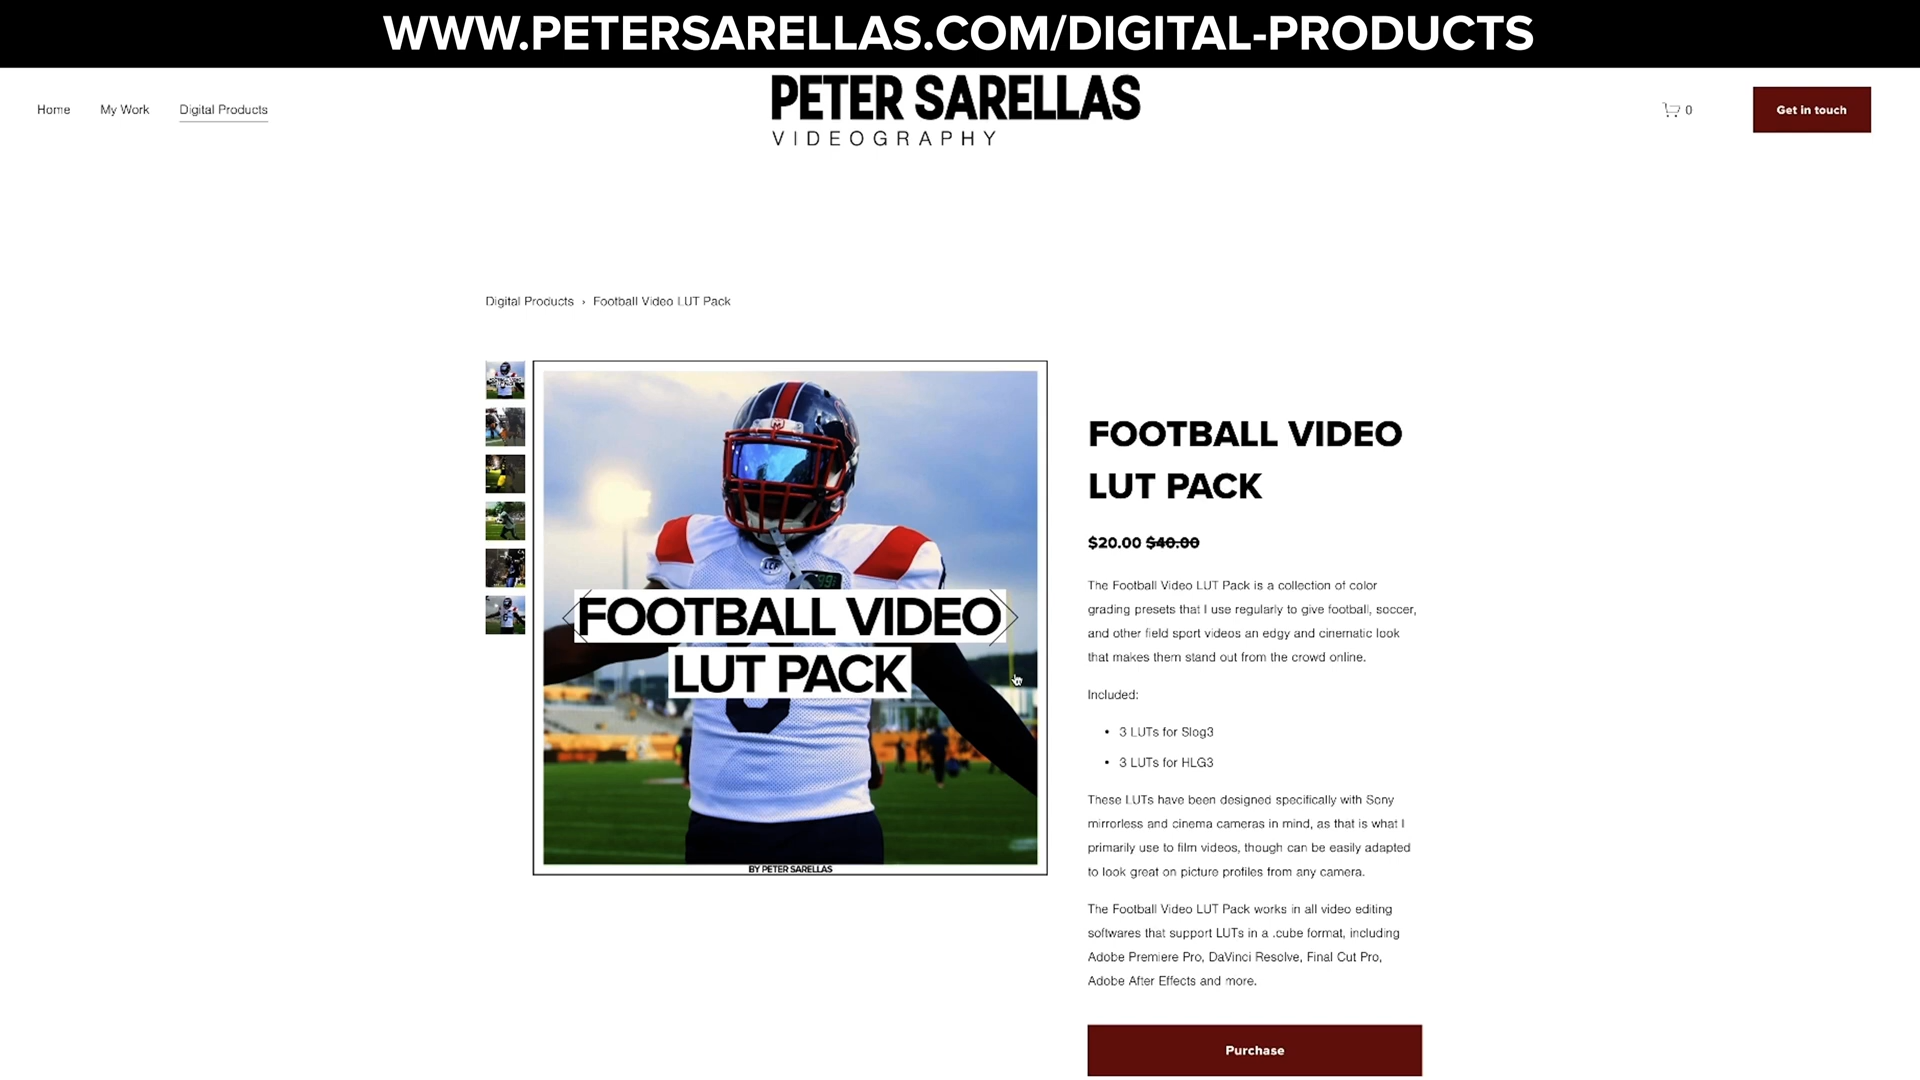 WWW.PETERSARELLAS.COM/DIGITAL-PRODUCTS
Home
My Work
Digital Products
PETER SARELLAS
VIDEOGRAPHY
0
Get in touch
Digital Products › Football Video LUT Pack
FOOTBALL VIDEO
LUT PACK
BY PETER SARELLAS
FOOTBALL VIDEO
LUT PACK
$20.00 $40.00
The Football Video LUT Pack is a collection of color
grading presets that I use regularly to give football, soccer,
and other field sport videos an edgy and cinematic look
that makes them stand out from the crowd online.
Included:
• 3 LUTs for Slog3
• 3 LUTs for HLG3
These LUTs have been designed specifically with Sony
mirrorless and cinema cameras in mind, as that is what I
primarily use to film videos, though can be easily adapted
to look great on picture profiles from any camera.
The Football Video LUT Pack works in all video editing
softwares that support LUTs in a .cube format, including
Adobe Premiere Pro, DaVinci Resolve, Final Cut Pro,
Adobe After Effects and more.
Purchase